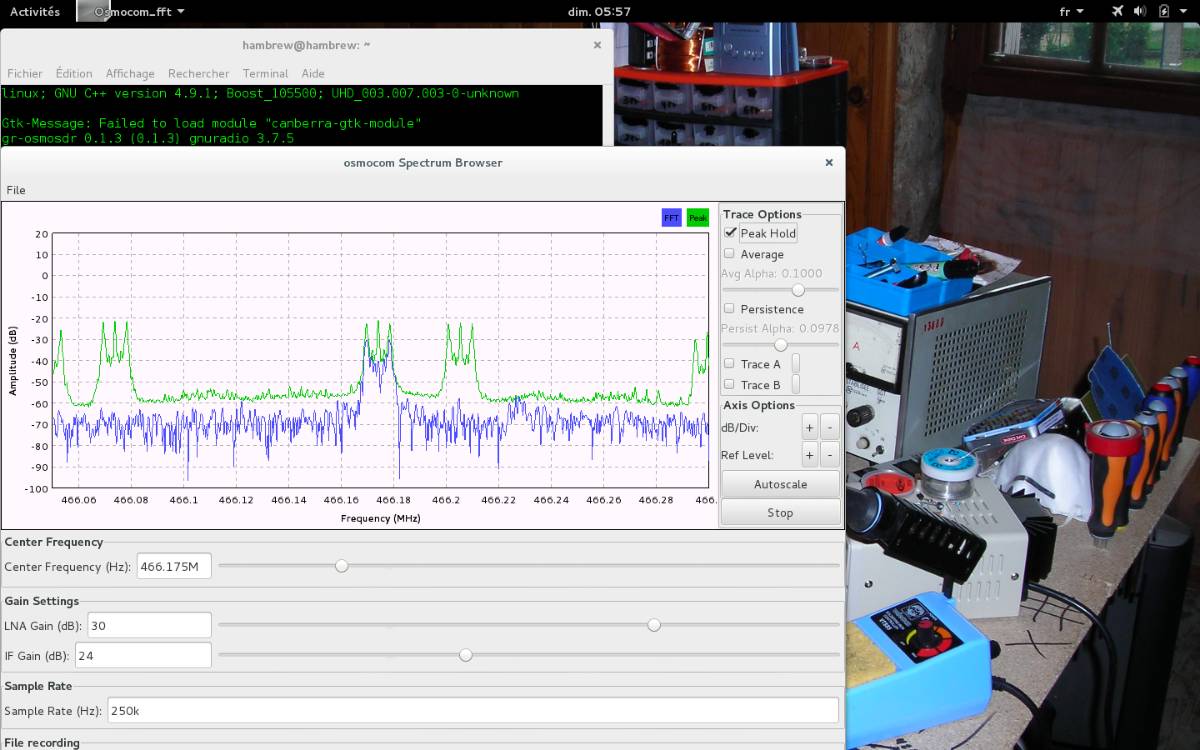 Activités Osmocom_fft dim. 05:57 fr
hambrew@hambrew: ~
Fichier Édition Affichage Rechercher Terminal Aide
linux; GNU C++ version 4.9.1; Boost_105500; UHD_003.007.003-0-unknown
Gtk-Message: Failed to load module "canberra-gtk-module"
gr-osmosdr 0.1.3 (0.1.3) gnuradio 3.7.5
osmocom Spectrum Browser
File
FFT Peak
20
10
0
-10
-20
-30
-40
-50
-60
-70
-80
-90
-100
Amplitude (dB)
466.06 466.08 466.1 466.12 466.14 466.16 466.18 466.2 466.22 466.24 466.26 466.28 466.
Frequency (MHz)
Trace Options
Peak Hold
Average
Avg Alpha: 0.1000
Persistence
Persist Alpha: 0.0978
Trace A
Trace B
Axis Options
dB/Div: + -
Ref Level: + -
Autoscale
Stop
Center Frequency
Center Frequency (Hz): 466.175M
Gain Settings
LNA Gain (dB): 30
IF Gain (dB): 24
Sample Rate
Sample Rate (Hz): 250k
File recording
A